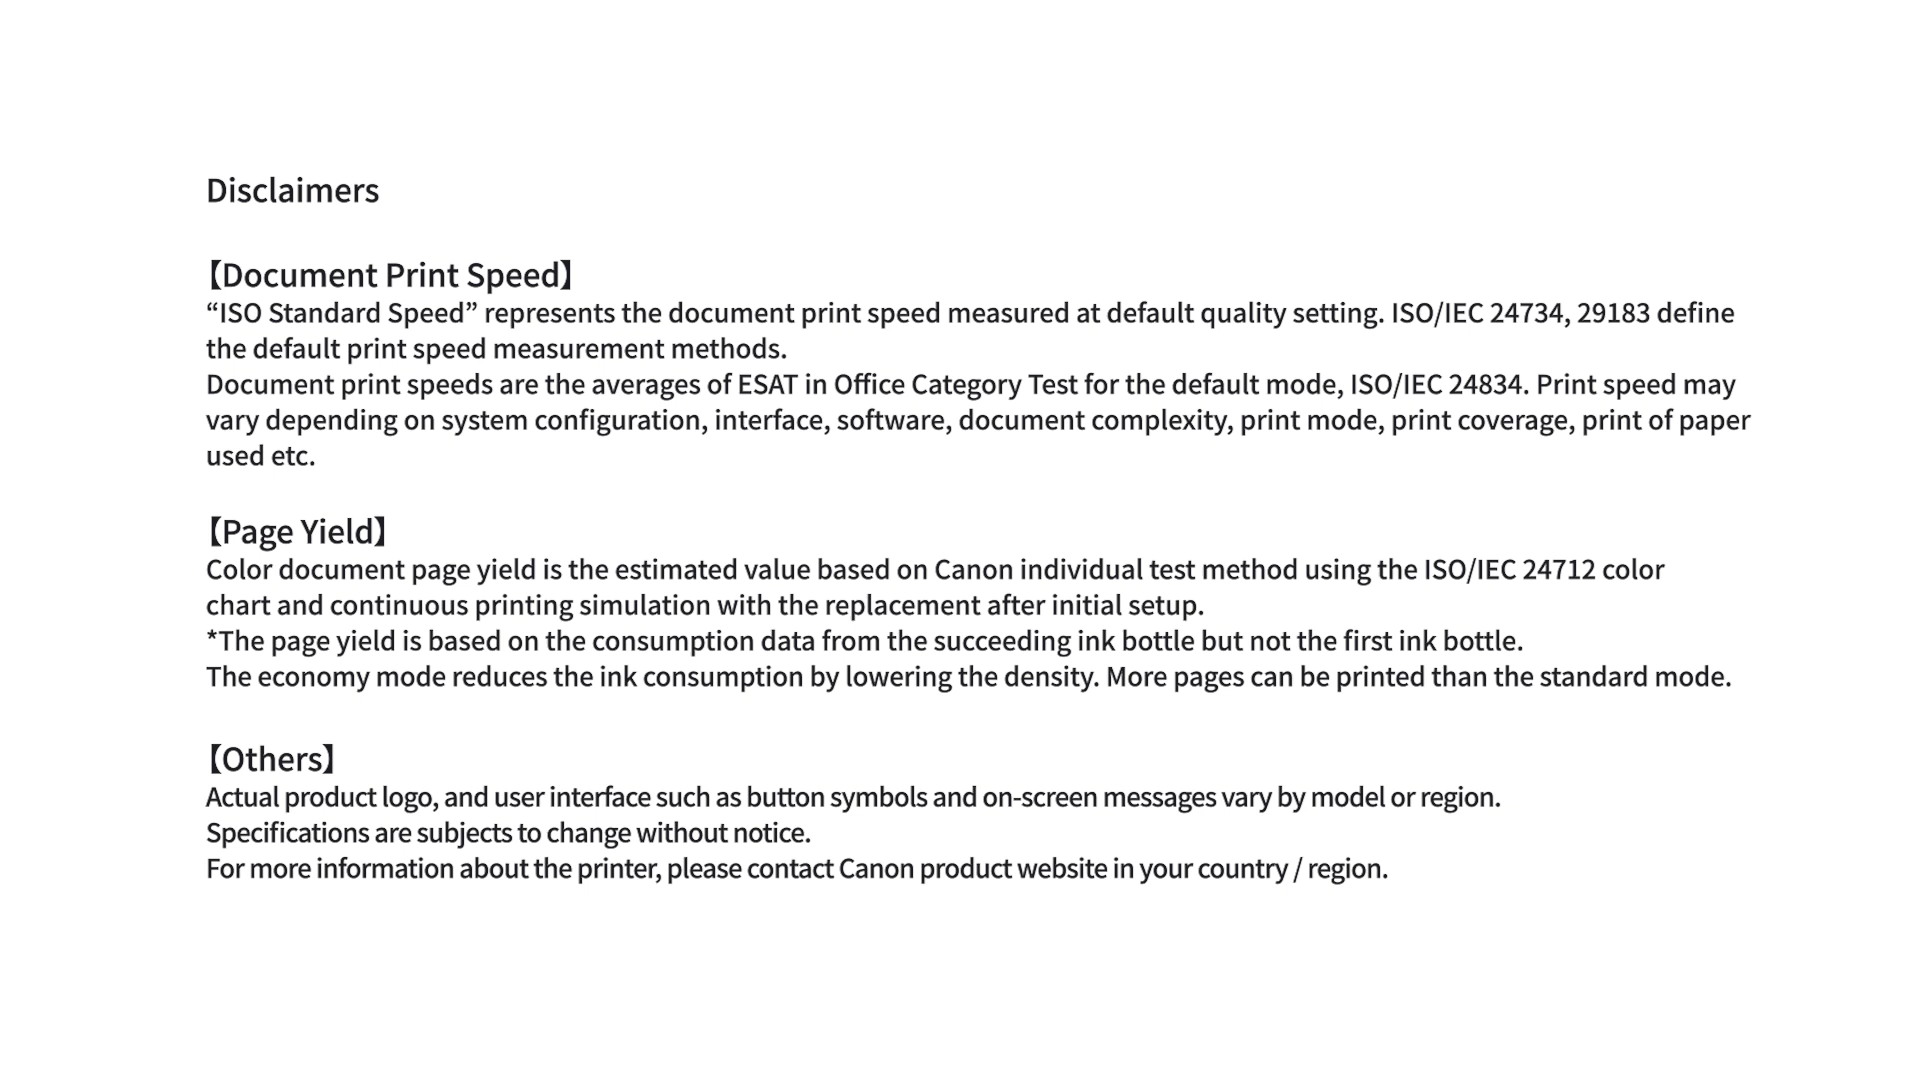 Disclaimers
【Document Print Speed】
“ISO Standard Speed” represents the document print speed measured at default quality setting. ISO/IEC 24734, 29183 define
the default print speed measurement methods.
Document print speeds are the averages of ESAT in Office Category Test for the default mode, ISO/IEC 24834. Print speed may
vary depending on system configuration, interface, software, document complexity, print mode, print coverage, print of paper
used etc.
【Page Yield】
Color document page yield is the estimated value based on Canon individual test method using the ISO/IEC 24712 color
chart and continuous printing simulation with the replacement after initial setup.
*The page yield is based on the consumption data from the succeeding ink bottle but not the first ink bottle.
The economy mode reduces the ink consumption by lowering the density. More pages can be printed than the standard mode.
【Others】
Actual product logo, and user interface such as button symbols and on-screen messages vary by model or region.
Specifications are subjects to change without notice.
For more information about the printer, please contact Canon product website in your country / region.